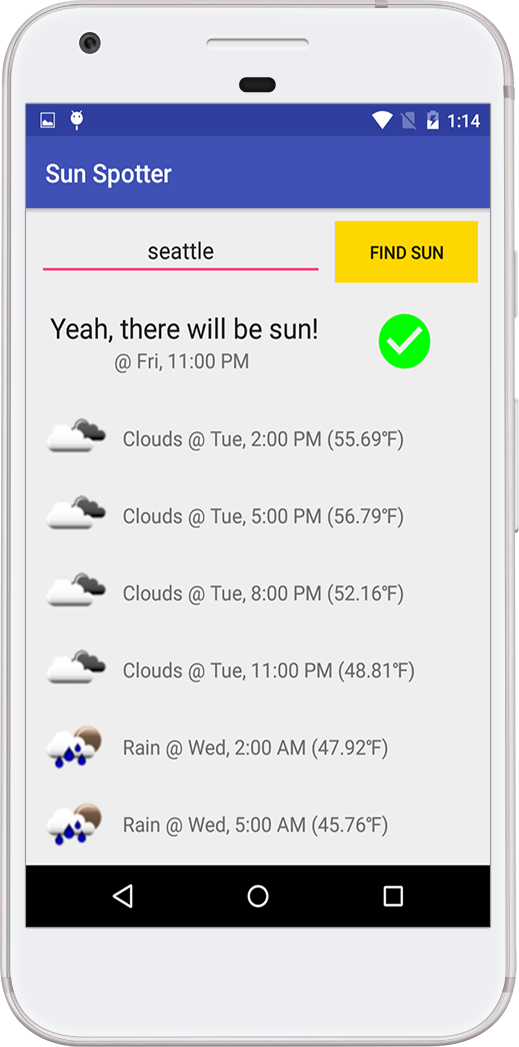 1:14
Sun Spotter
seattle FIND SUN
Yeah, there will be sun!
@ Fri, 11:00 PM
Clouds @ Tue, 2:00 PM (55.69℉)
Clouds @ Tue, 5:00 PM (56.79℉)
Clouds @ Tue, 8:00 PM (52.16℉)
Clouds @ Tue, 11:00 PM (48.81℉)
Rain @ Wed, 2:00 AM (47.92℉)
Rain @ Wed, 5:00 AM (45.76℉)